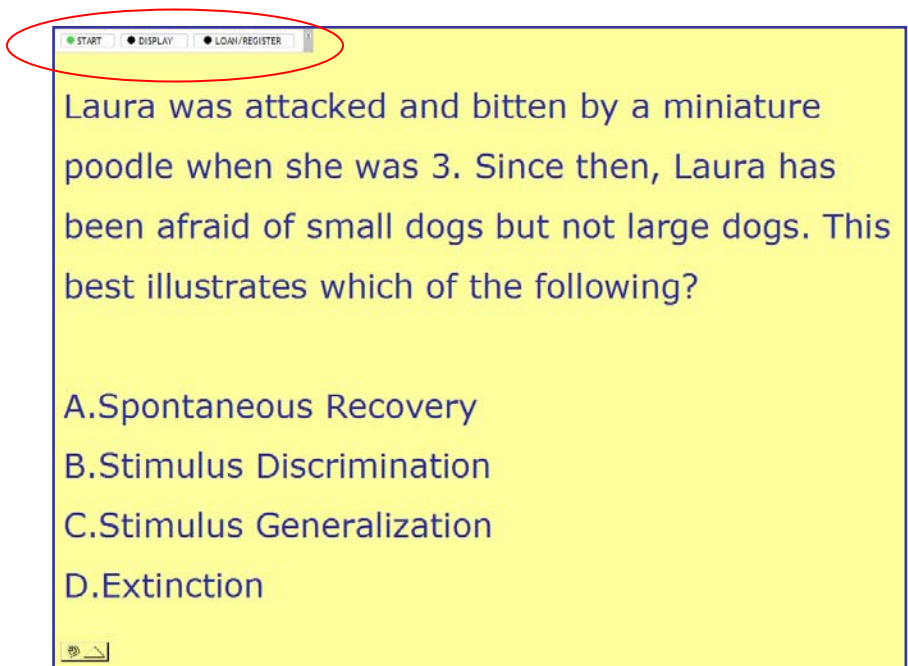 START DISPLAY LOAN/REGISTER
Laura was attacked and bitten by a miniature
poodle when she was 3. Since then, Laura has
been afraid of small dogs but not large dogs. This
best illustrates which of the following?
A.Spontaneous Recovery
B.Stimulus Discrimination
C.Stimulus Generalization
D.Extinction